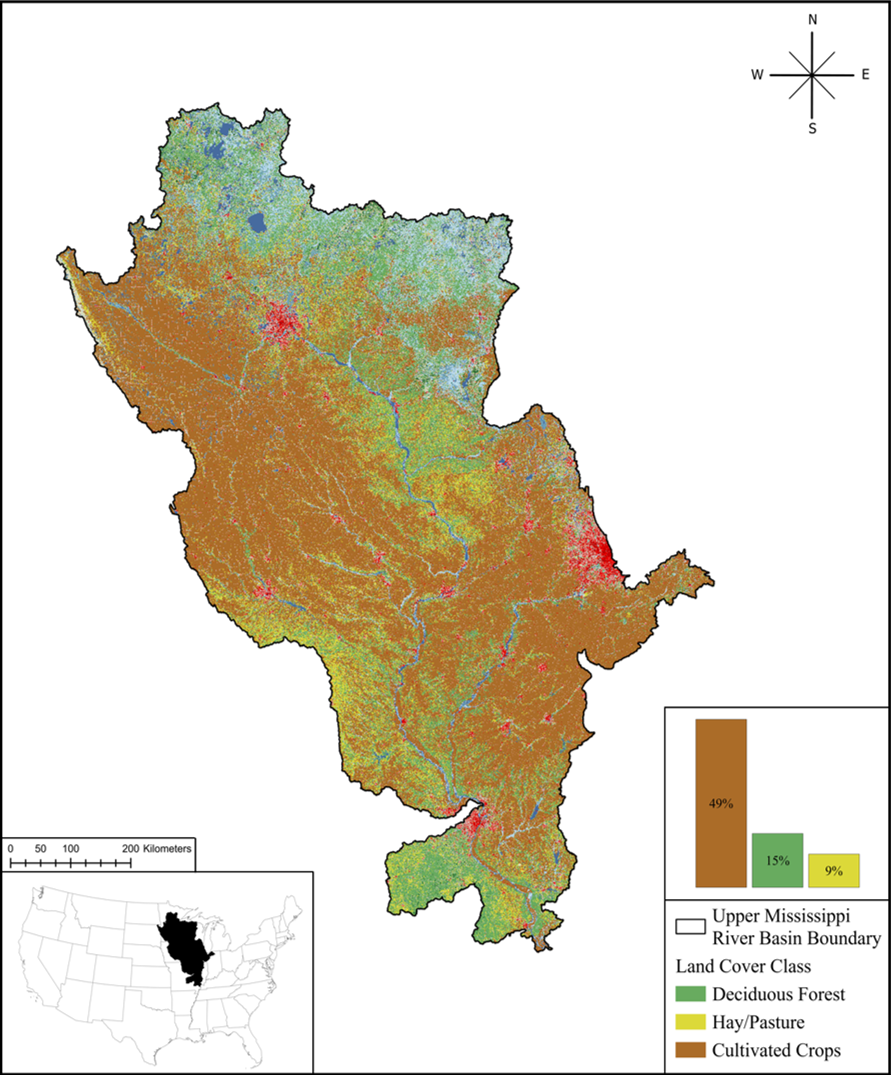 N
W E
S
49%
15%
9%
0 50 100 200 Kilometers
Upper Mississippi
River Basin Boundary
Land Cover Class
Deciduous Forest
Hay/Pasture
Cultivated Crops